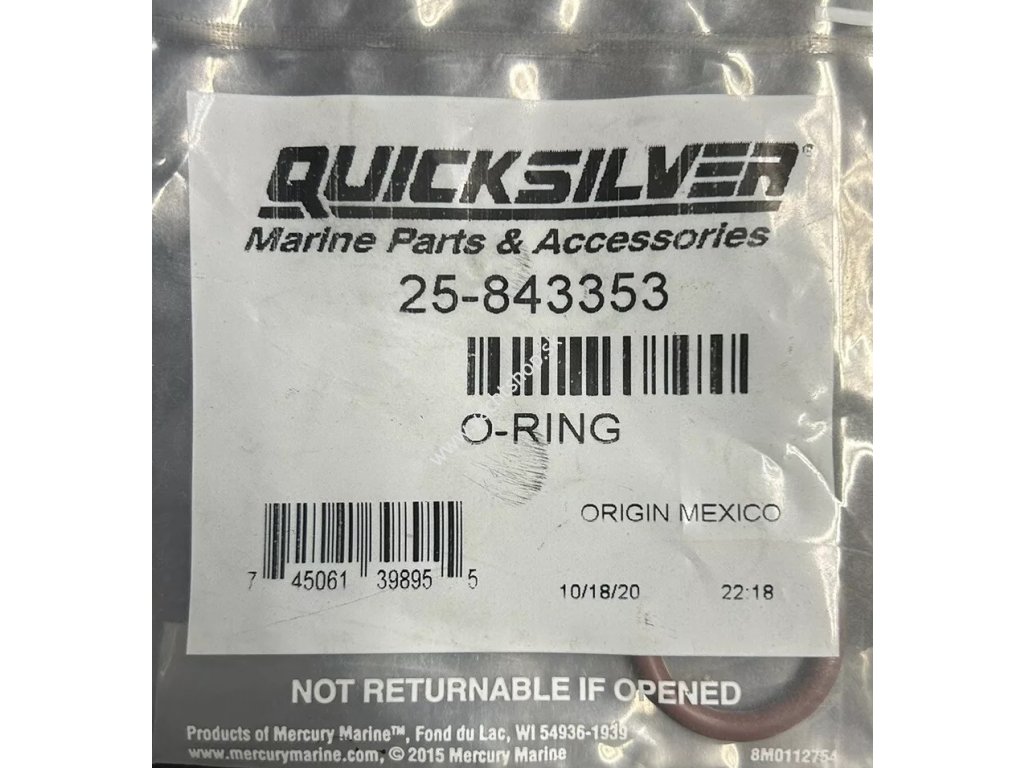 QUICKSILVER®
Marine Parts & Accessories
25-843353
O-RING
ORIGIN MEXICO
7 45061 39895 5
10/18/20 22:18
NOT RETURNABLE IF OPENED
Products of Mercury Marine™, Fond du Lac, WI 54936-1939
www.mercurymarine.com, © 2015 Mercury Marine
8M0112754